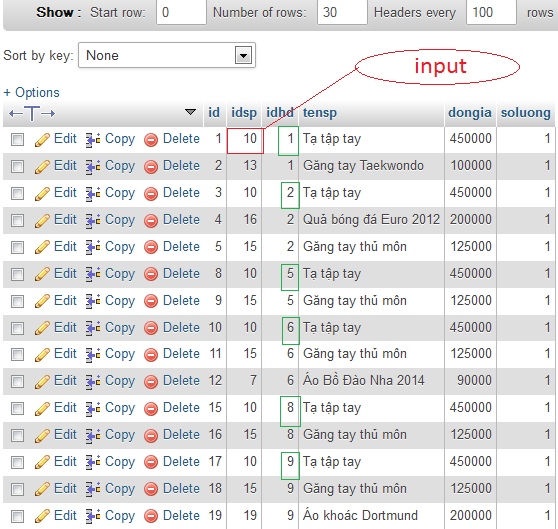 Show : Start row: 0 Number of rows: 30 Headers every 100 rows
Sort by key: None
input
+ Options
←T→ id idsp idhd tensp dongia soluong
Edit Copy Delete 1 10 1 Tạ tập tay 450000 1
Edit Copy Delete 2 13 1 Găng tay Taekwondo 100000 1
Edit Copy Delete 3 10 2 Tạ tập tay 450000 1
Edit Copy Delete 4 16 2 Quả bóng đá Euro 2012 200000 1
Edit Copy Delete 5 15 2 Găng tay thủ môn 125000 1
Edit Copy Delete 8 10 5 Tạ tập tay 450000 1
Edit Copy Delete 9 15 5 Găng tay thủ môn 125000 1
Edit Copy Delete 10 10 6 Tạ tập tay 450000 1
Edit Copy Delete 11 15 6 Găng tay thủ môn 125000 1
Edit Copy Delete 12 7 6 Áo Bồ Đào Nha 2014 90000 1
Edit Copy Delete 15 10 8 Tạ tập tay 450000 1
Edit Copy Delete 16 15 8 Găng tay thủ môn 125000 1
Edit Copy Delete 17 10 9 Tạ tập tay 450000 1
Edit Copy Delete 18 15 9 Găng tay thủ môn 125000 1
Edit Copy Delete 19 19 9 Áo khoác Dortmund 200000 1